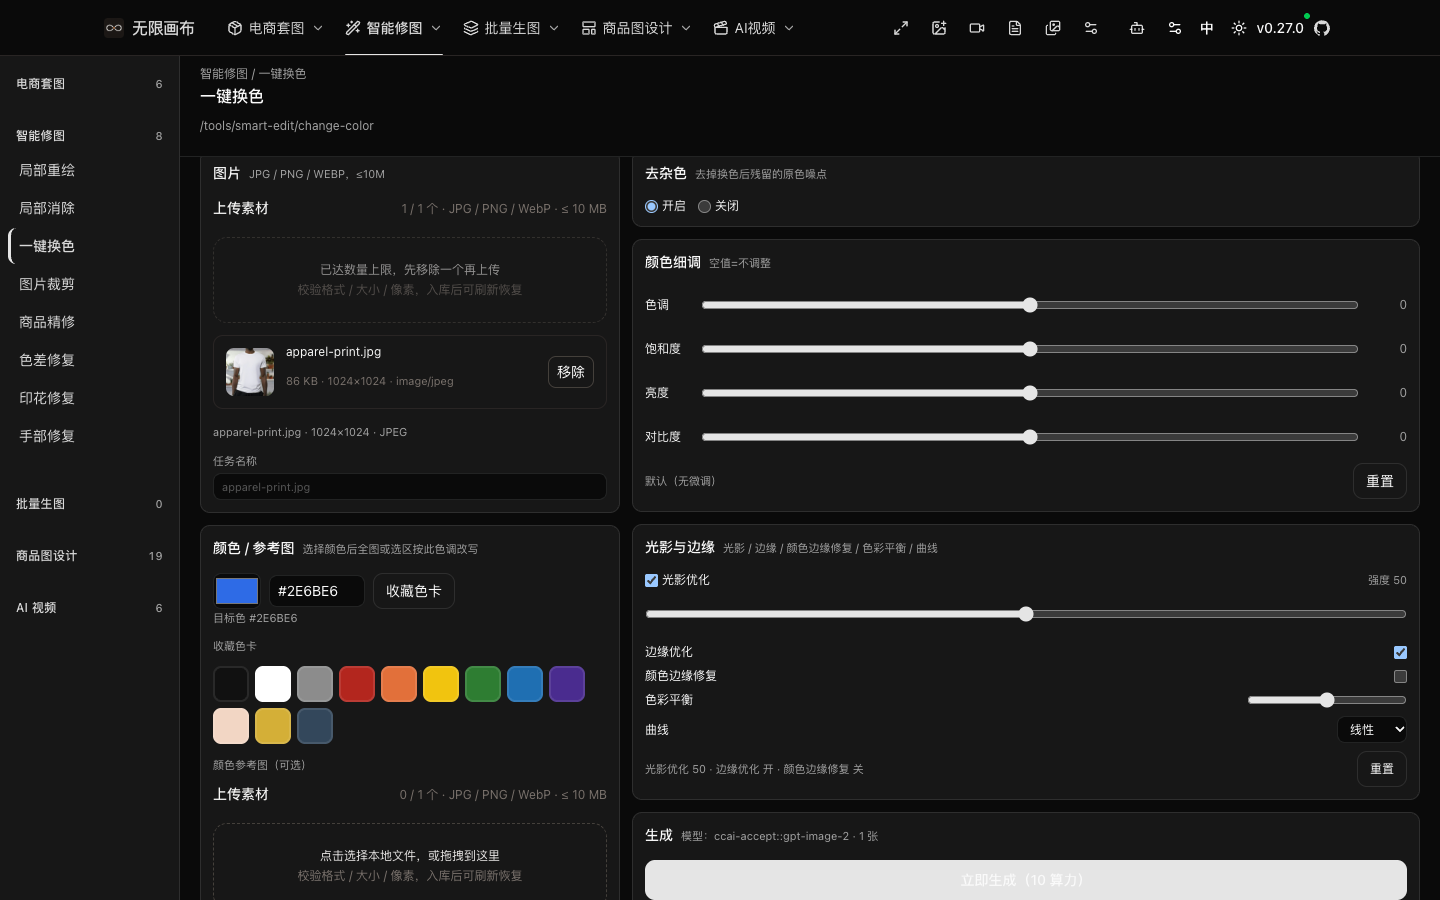 无限画布
电商套图
智能修图
批量生图
商品图设计
AI视频
中
v0.27.0
电商套图 6
智能修图 8
局部重绘
局部消除
一键换色
图片裁剪
商品精修
色差修复
印花修复
手部修复
批量生图 0
商品图设计 19
AI 视频 6
智能修图 / 一键换色
一键换色
/tools/smart-edit/change-color
图片 JPG / PNG / WEBP，≤10M
上传素材 1 / 1 个 · JPG / PNG / WebP · ≤ 10 MB
已达数量上限，先移除一个再上传
校验格式 / 大小 / 像素，入库后可刷新恢复
apparel-print.jpg
86 KB · 1024×1024 · image/jpeg
移除
apparel-print.jpg · 1024×1024 · JPEG
任务名称
apparel-print.jpg
颜色 / 参考图 选择颜色后全图或选区按此色调改写
#2E6BE6 收藏色卡
目标色 #2E6BE6
收藏色卡
颜色参考图（可选）
上传素材 0 / 1 个 · JPG / PNG / WebP · ≤ 10 MB
点击选择本地文件，或拖拽到这里
校验格式 / 大小 / 像素，入库后可刷新恢复
去杂色 去掉换色后残留的原色噪点
开启 关闭
颜色细调 空值=不调整
色调 0
饱和度 0
亮度 0
对比度 0
默认（无微调） 重置
光影与边缘 光影 / 边缘 / 颜色边缘修复 / 色彩平衡 / 曲线
光影优化 强度 50
边缘优化
颜色边缘修复
色彩平衡
曲线 线性
光影优化 50 · 边缘优化 开 · 颜色边缘修复 关 重置
生成 模型：ccai-accept::gpt-image-2 · 1 张
立即生成（10 算力）